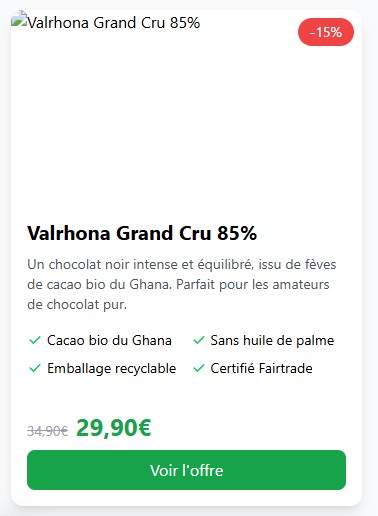 Valrhona Grand Cru 85%
-15%
Valrhona Grand Cru 85%
Un chocolat noir intense et équilibré, issu de fèves
de cacao bio du Ghana. Parfait pour les amateurs
de chocolat pur.
Cacao bio du Ghana
Sans huile de palme
Emballage recyclable
Certifié Fairtrade
34,90€ 29,90€
Voir l'offre